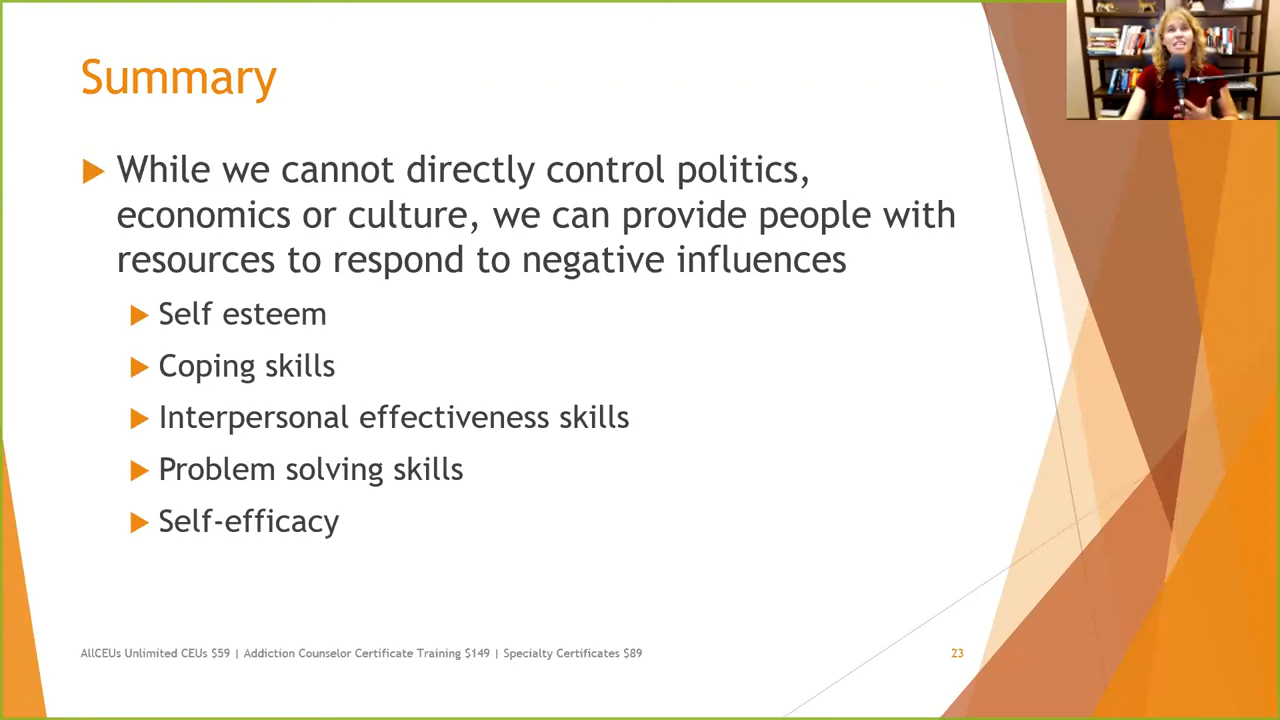 Summary
While we cannot directly control politics,
economics or culture, we can provide people with
resources to respond to negative influences
Self esteem
Coping skills
Interpersonal effectiveness skills
Problem solving skills
Self-efficacy
AllCEUs Unlimited CEUs $59 | Addiction Counselor Certificate Training $149 | Specialty Certificates $89
23